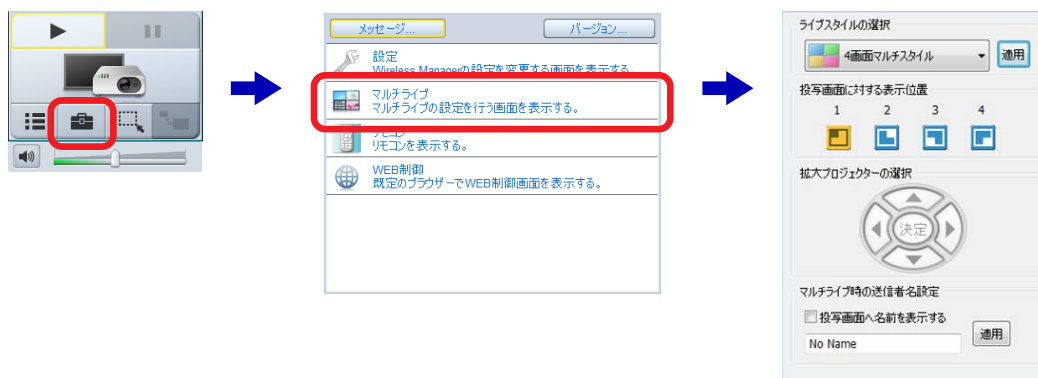 メッセージ...
バージョン...
設定
Wireless Managerの設定を変更する画面を表示する
マルチライブ
マルチライブの設定を行う画面を表示する。
リモコン
リモコンを表示する。
WEB制御
既定のブラウザーでWEB制御画面を表示する。
ライブスタイルの選択
4画面マルチスタイル
適用
投写画面に対する表示位置
1 2 3 4
拡大プロジェクターの選択
決定
マルチライブ時の送信者名設定
投写画面へ名前を表示する
No Name
適用